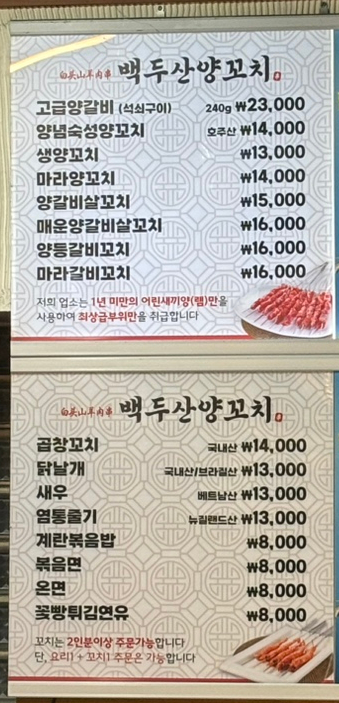 白头山羊肉串 백두산양꼬치
고급양갈비 (석쇠구이) 240g ₩23,000
양념숙성양꼬치 호주산 ₩14,000
생양꼬치 ₩13,000
마라양꼬치 ₩14,000
양갈비살꼬치 ₩15,000
매운양갈비살꼬치 ₩16,000
양등갈비꼬치 ₩16,000
마라갈비꼬치 ₩16,000
저희 업소는 1년 미만의 어린새끼양(램)만을
사용하여 최상급부위만을 취급합니다
白头山羊肉串 백두산양꼬치
곱창꼬치 국내산 ₩14,000
닭날개 국내산/브라질산 ₩13,000
새우 베트남산 ₩13,000
염통줄기 뉴질랜드산 ₩13,000
계란볶음밥 ₩8,000
볶음면 ₩8,000
온면 ₩8,000
꽃빵튀김연유 ₩8,000
꼬치는 2인분이상 주문가능합니다
단, 요리1 + 꼬치1 주문은 가능합니다